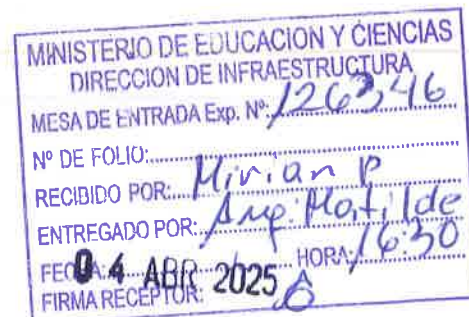 MINISTERIO DE EDUCACION Y CIENCIAS
DIRECCION DE INFRAESTRUCTURA
MESA DE ENTRADA Exp. Nº: 126346
Nº DE FOLIO:
RECIBIDO POR: Mirian P
ENTREGADO POR: Arq. Matilde
FECHA: 04 ABR 2025 HORA: 16:30
FIRMA RECEPTOR: